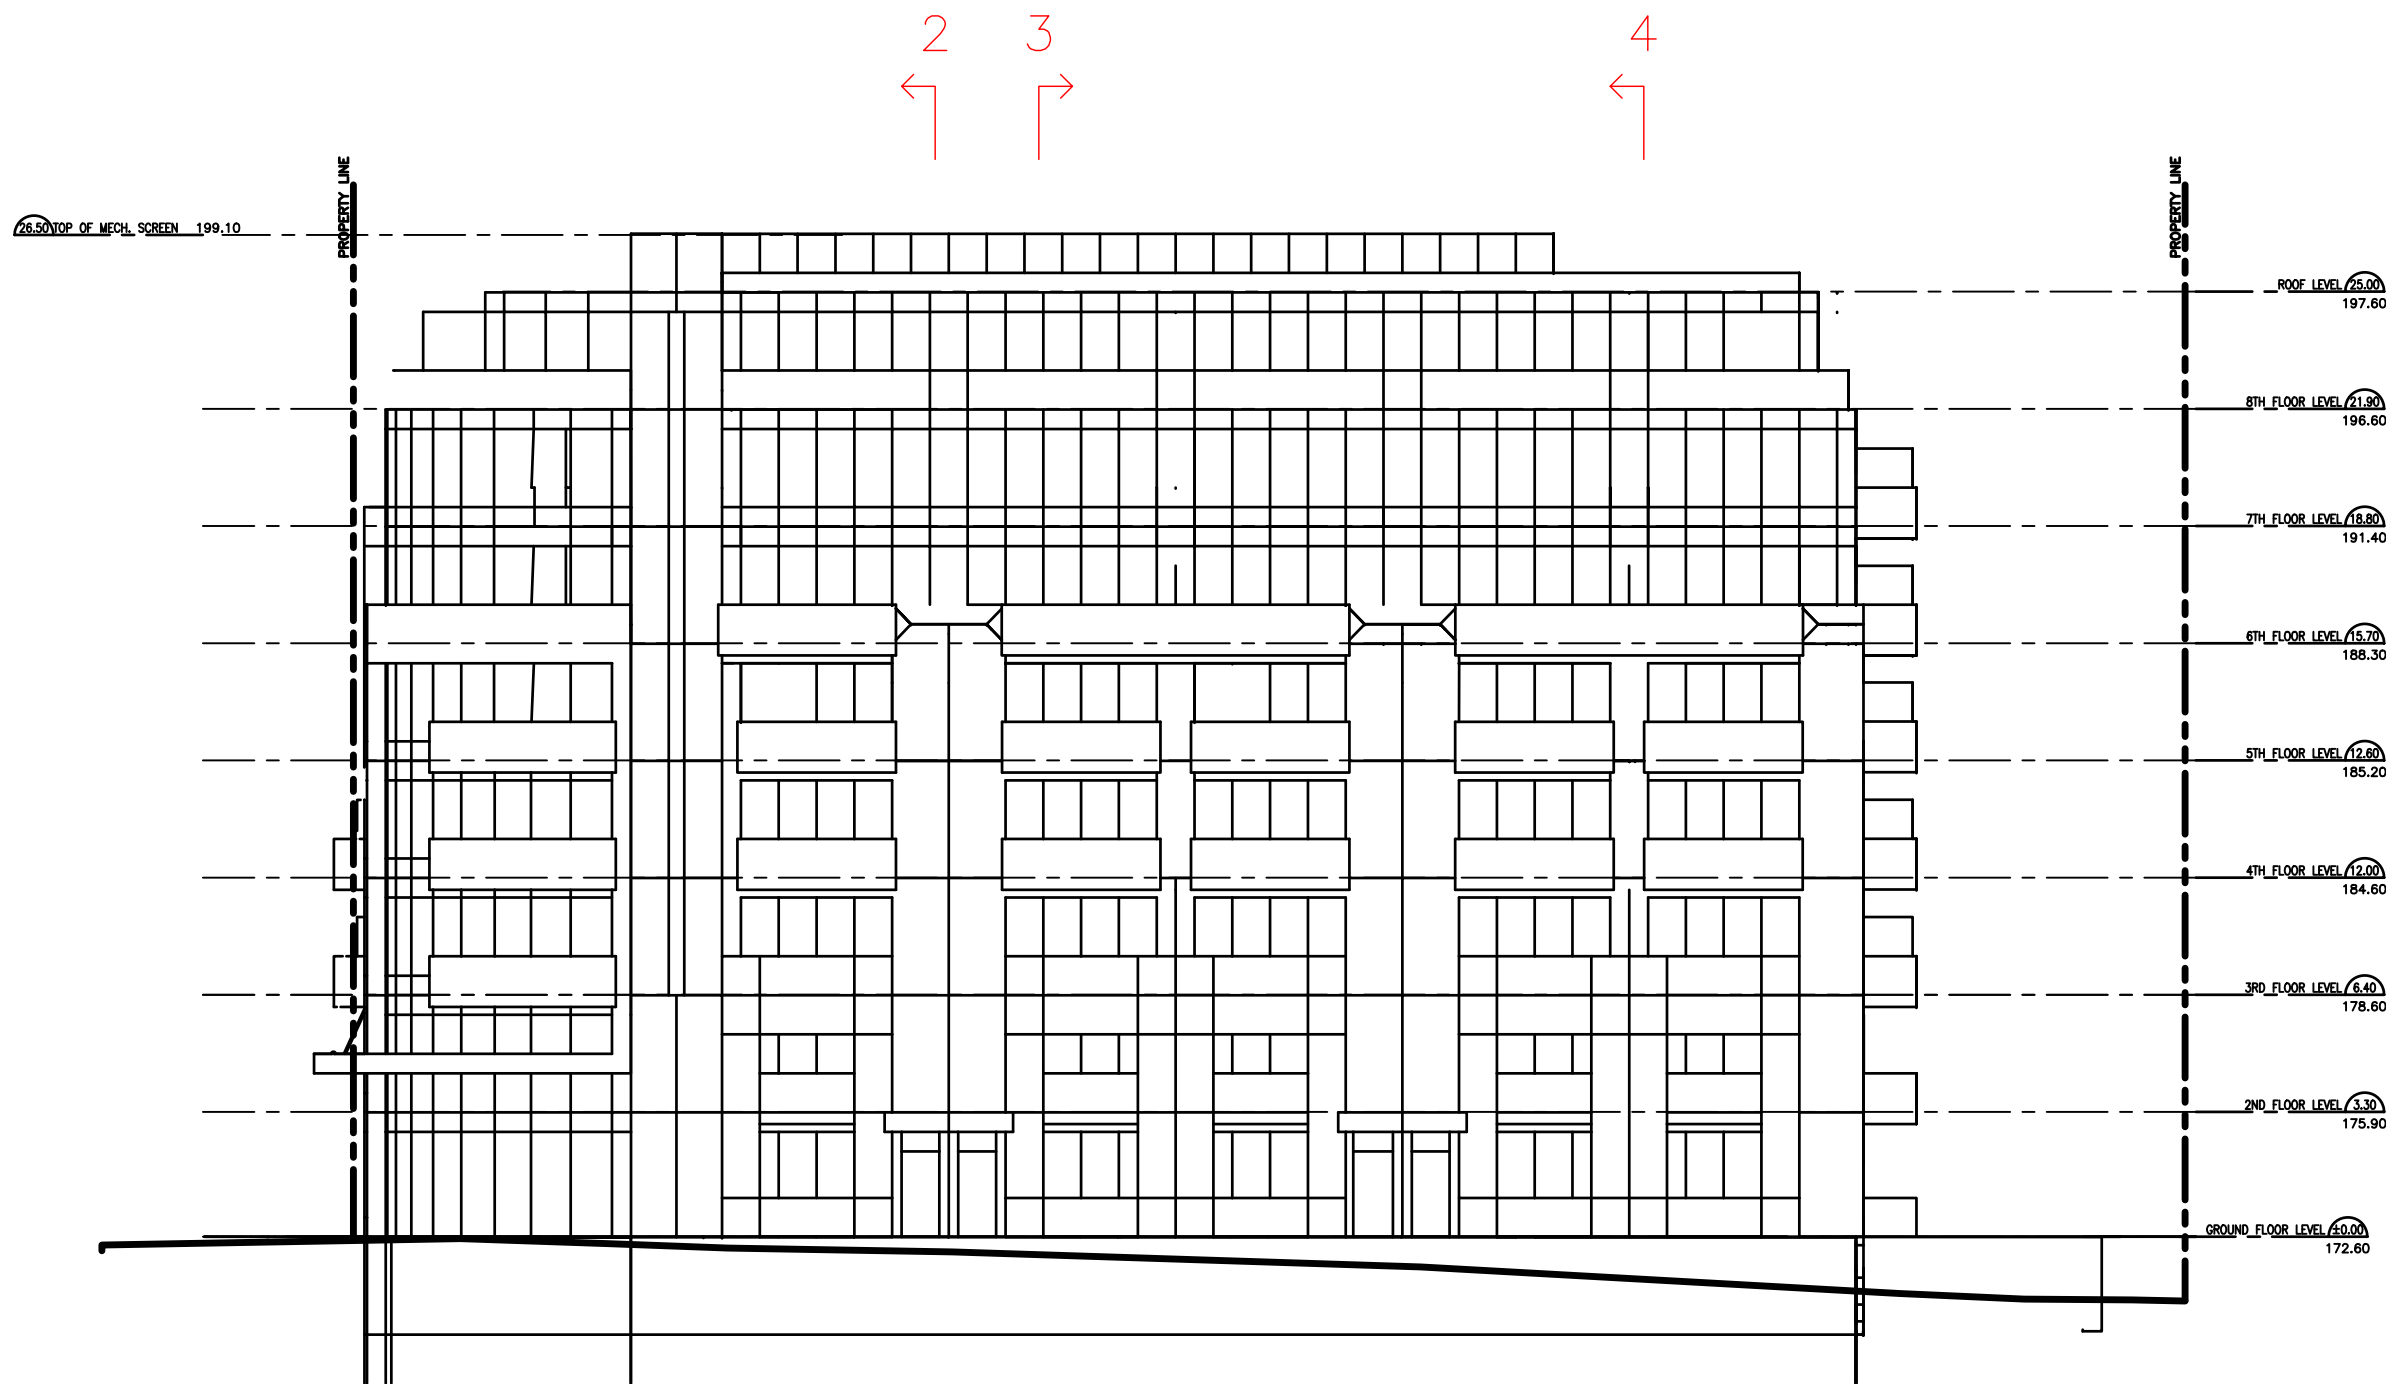 2 3 4
PROPERTY LINE
PROPERTY LINE
26.50 TOP OF MECH. SCREEN 199.10
ROOF LEVEL 25.00
197.60
8TH FLOOR LEVEL 21.90
196.60
7TH FLOOR LEVEL 18.80
191.40
6TH FLOOR LEVEL 15.70
188.30
5TH FLOOR LEVEL 12.60
185.20
4TH FLOOR LEVEL 12.00
184.60
3RD FLOOR LEVEL 6.40
178.60
2ND FLOOR LEVEL 3.30
175.90
GROUND FLOOR LEVEL ±0.00
172.60